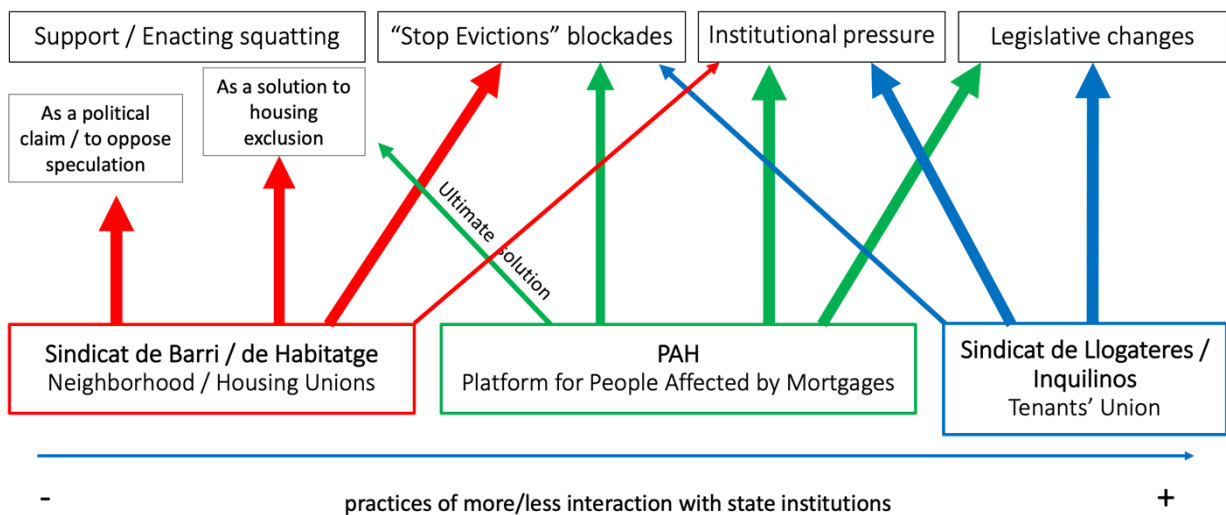 Support / Enacting squatting
“Stop Evictions” blockades
Institutional pressure
Legislative changes
As a political
claim / to oppose
speculation
As a solution to
housing
exclusion
Ultimate solution
Sindicat de Barri / de Habitatge
Neighborhood / Housing Unions
PAH
Platform for People Affected by Mortgages
Sindicat de Llogateres /
Inquilinos
Tenants’ Union
-
practices of more/less interaction with state institutions
+